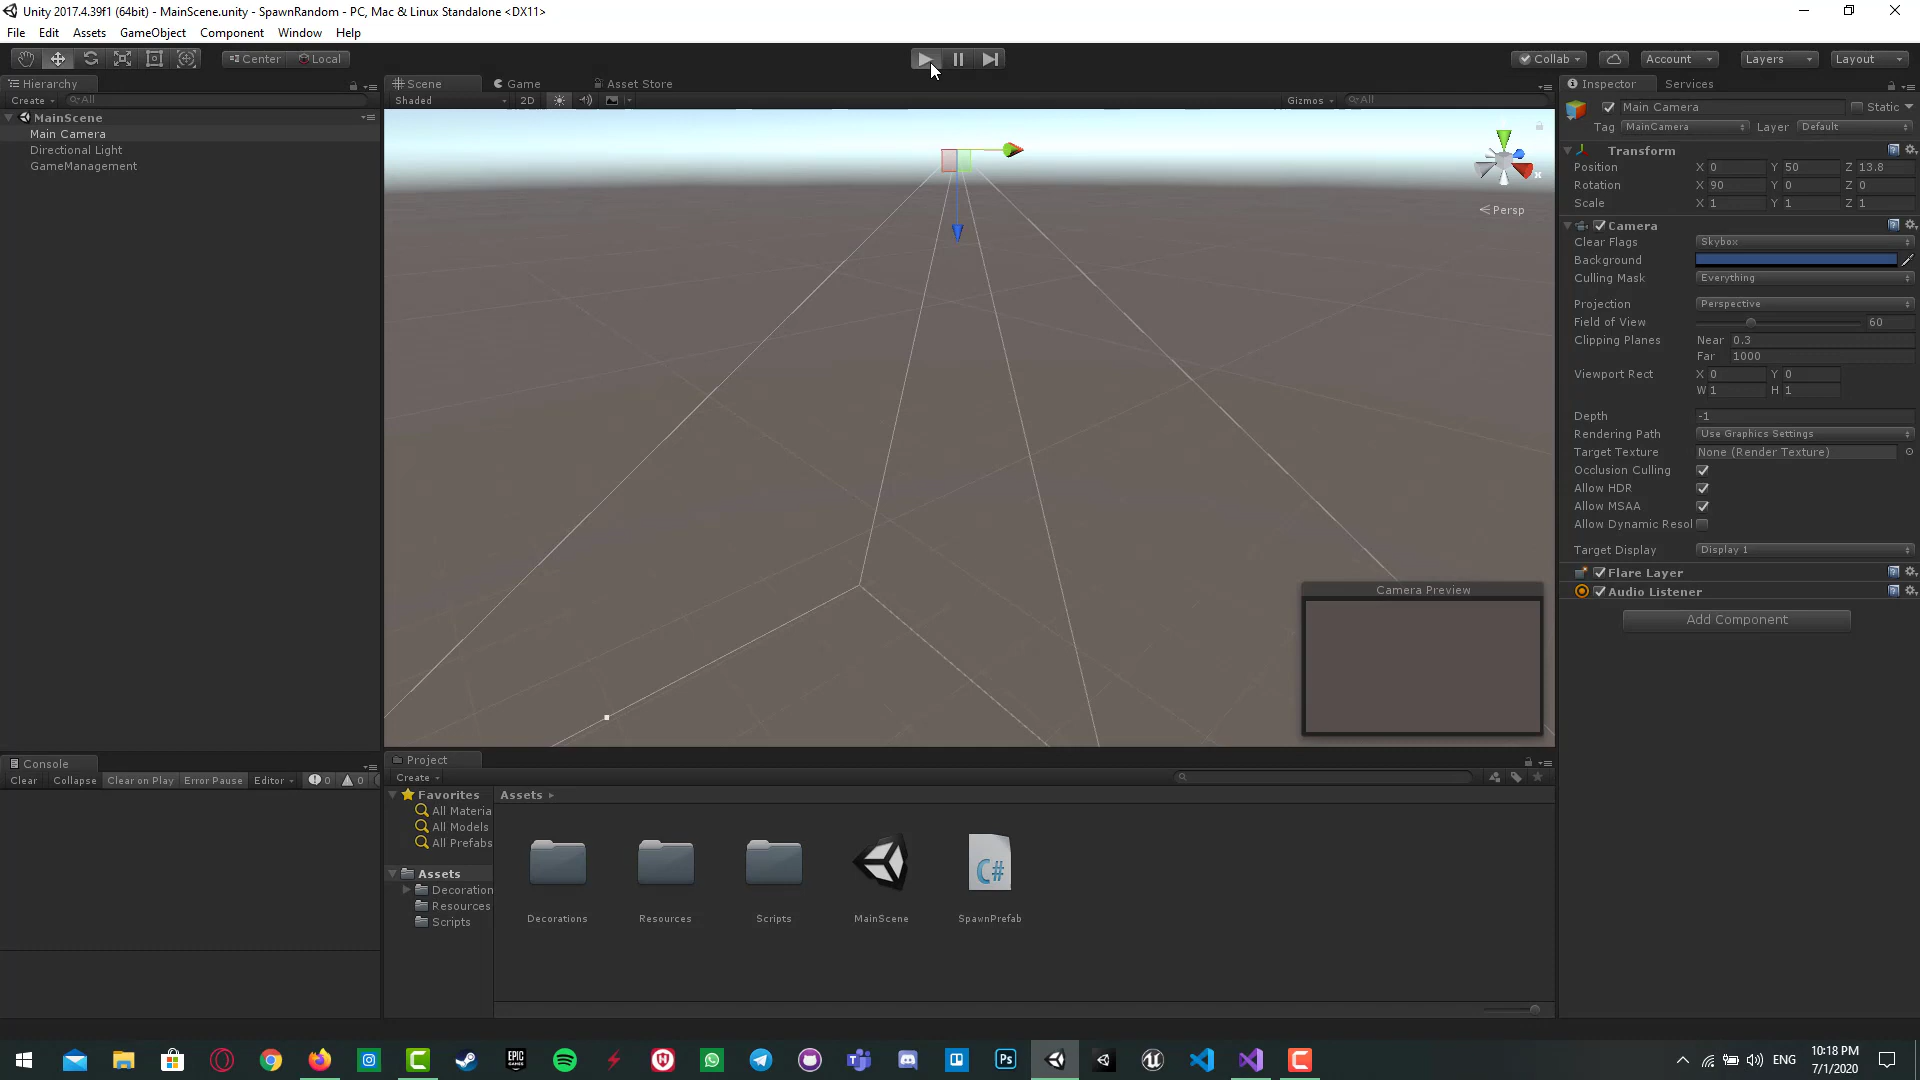 Unity 2017.4.39f1 (64bit) - MainScene.unity - SpawnRandom - PC, Mac & Linux Standalone <DX11>
File Edit Assets GameObject Component Window Help
Center Local Collab Account Layers Layout
Hierarchy
Create All
MainScene
Main Camera
Directional Light
GameManagement
Scene Game Asset Store
Shaded 2D Gizmos All
Persp
Camera Preview
Inspector Services
Main Camera Static
Tag MainCamera Layer Default
Transform
Position X 0 Y 50 Z 13.8
Rotation X 90 Y 0 Z 0
Scale X 1 Y 1 Z 1
Camera
Clear Flags Skybox
Background
Culling Mask Everything
Projection Perspective
Field of View 60
Clipping Planes Near 0.3
Far 1000
Viewport Rect X 0 Y 0
W 1 H 1
Depth -1
Rendering Path Use Graphics Settings
Target Texture None (Render Texture)
Occlusion Culling
Allow HDR
Allow MSAA
Allow Dynamic Resol
Target Display Display 1
Flare Layer
Audio Listener
Add Component
Console
Clear Collapse Clear on Play Error Pause Editor 0 0
Project
Create
Favorites
All Materia
All Models
All Prefabs
Assets
Decoration
Resources
Scripts
Assets
Decorations Resources Scripts MainScene SpawnPrefab
C#
EPIC GAMES
Ps
ENG
10:18 PM
7/1/2020